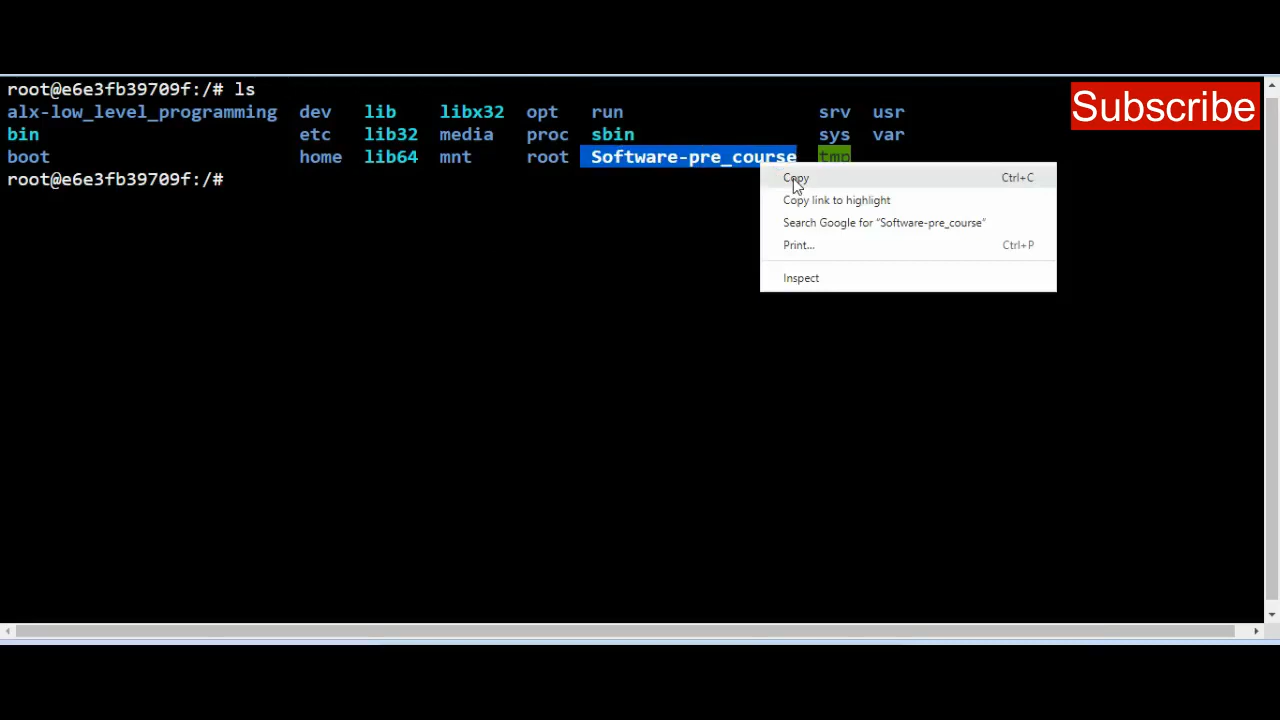 root@e6e3fb39709f:/# ls
Subscribe
alx-low_level_programming dev lib libx32 opt run srv usr
bin etc lib32 media proc sbin sys var
boot home lib64 mnt root Software-pre_course tmp
root@e6e3fb39709f:/#
Copy Ctrl+C
Copy link to highlight
Search Google for “Software-pre_course”
Print... Ctrl+P
Inspect